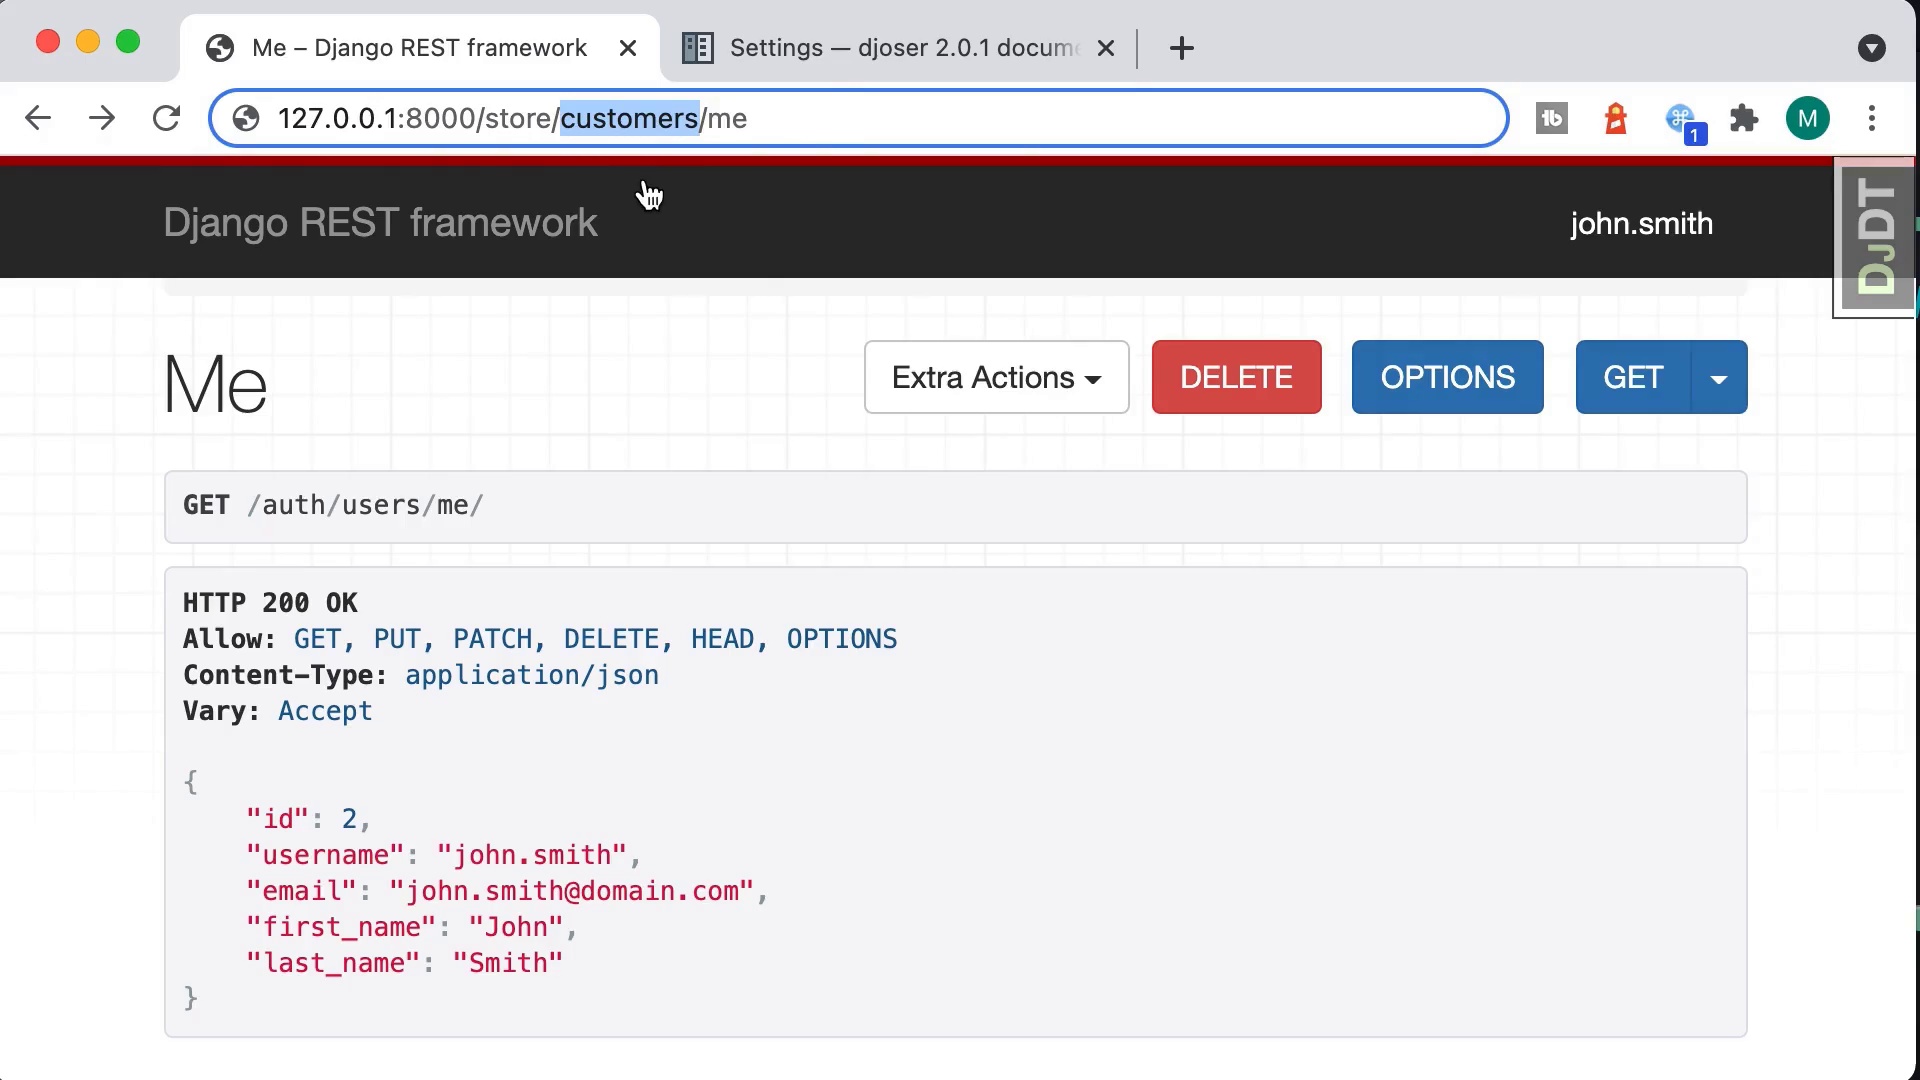 Me – Django REST framework
Settings — djoser 2.0.1 docume
127.0.0.1:8000/store/customers/me
1
M
Django REST framework
john.smith
DJDT
Me
Extra Actions
DELETE
OPTIONS
GET
GET /auth/users/me/
HTTP 200 OK
Allow: GET, PUT, PATCH, DELETE, HEAD, OPTIONS
Content-Type: application/json
Vary: Accept
{
"id": 2,
"username": "john.smith",
"email": "john.smith@domain.com",
"first_name": "John",
"last_name": "Smith"
}